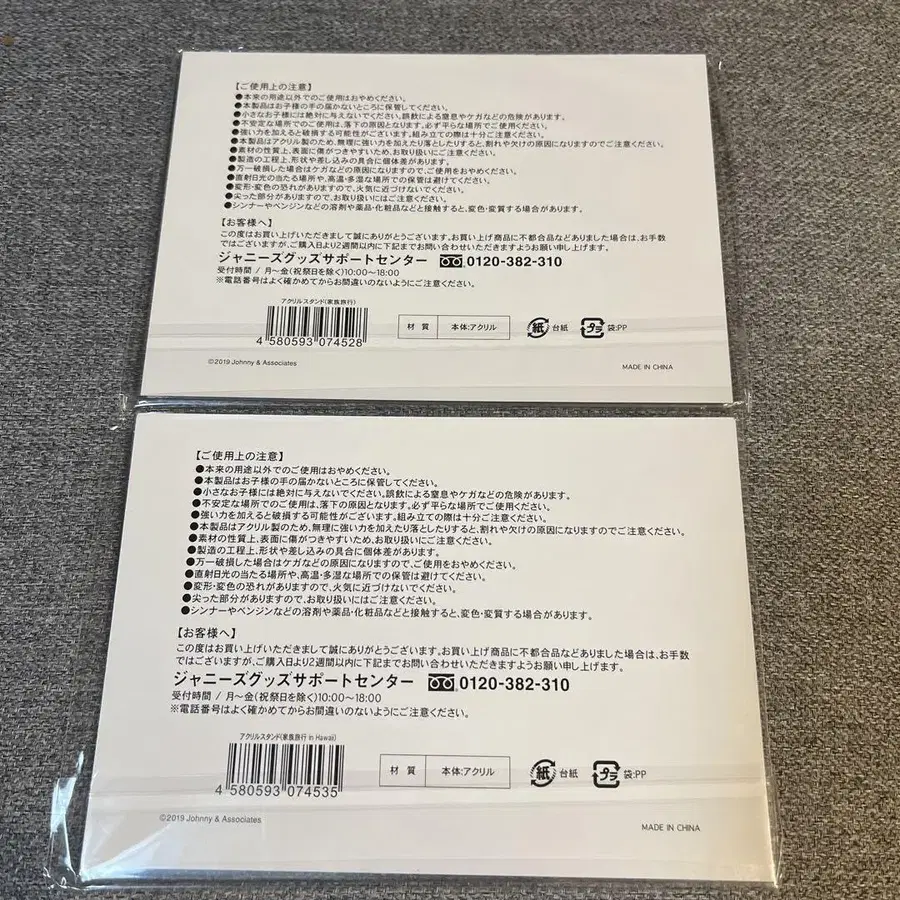 【ご使用上の注意】
●本来の用途以外でのご使用はおやめください。
●本製品はお子様の手の届かないところに保管してください。
●小さなお子様には絶対に与えないでください。誤飲による窒息やケガなどの危険があります。
●不安定な場所でのご使用は、落下の原因となります。必ず平らな場所でご使用ください。
●強い力を加えると破損する可能性がございます。組み立ての際は十分ご注意ください。
●本製品はアクリル製のため、無理に強い力を加えたり落としたりすると、割れや欠けの原因になりますのでご注意ください。
●素材の性質上、表面に傷がつきやすいため、お取り扱いにご注意ください。
●製造の工程上、形状や差し込みの具合に個体差があります。
●万一破損した場合はケガなどの原因になりますので、ご使用をおやめください。
●直射日光の当たる場所や、高温・多湿な場所での保管は避けてください。
●変形・変色の恐れがありますので、火気に近づけないでください。
●尖った部分がありますので、お取り扱いにはご注意ください。
●シンナーやベンジンなどの溶剤や薬品・化粧品などと接触すると、変色・変質する場合があります。
【お客様へ】
この度はお買い上げいただきまして誠にありがとうございます。お買い上げ商品に不都合品などありました場合は、お手数
ではございますが、ご購入日より2週間以内に下記までお問い合わせいただきますようお願い申し上げます。
ジャニーズグッズサポートセンター 0120-382-310
受付時間 / 月～金(祝祭日を除く)10:00～18:00
※電話番号はよく確かめてからお間違いのないようにご注意ください。
アクリルスタンド(家族旅行)
4 580593 074528
材質 本体:アクリル 紙 台紙 プラ 袋:PP
©2019 Johnny & Associates
MADE IN CHINA
【ご使用上の注意】
●本来の用途以外でのご使用はおやめください。
●本製品はお子様の手の届かないところに保管してください。
●小さなお子様には絶対に与えないでください。誤飲による窒息やケガなどの危険があります。
●不安定な場所でのご使用は、落下の原因となります。必ず平らな場所でご使用ください。
●強い力を加えると破損する可能性がございます。組み立ての際は十分ご注意ください。
●本製品はアクリル製のため、無理に強い力を加えたり落としたりすると、割れや欠けの原因になりますのでご注意ください。
●素材の性質上、表面に傷がつきやすいため、お取り扱いにご注意ください。
●製造の工程上、形状や差し込みの具合に個体差があります。
●万一破損した場合はケガなどの原因になりますので、ご使用をおやめください。
●直射日光の当たる場所や、高温・多湿な場所での保管は避けてください。
●変形・変色の恐れがありますので、火気に近づけないでください。
●尖った部分がありますので、お取り扱いにはご注意ください。
●シンナーやベンジンなどの溶剤や薬品・化粧品などと接触すると、変色・変質する場合があります。
【お客様へ】
この度はお買い上げいただきまして誠にありがとうございます。お買い上げ商品に不都合品などありました場合は、お手数
ではございますが、ご購入日より2週間以内に下記までお問い合わせいただきますようお願い申し上げます。
ジャニーズグッズサポートセンター 0120-382-310
受付時間 / 月～金(祝祭日を除く)10:00～18:00
※電話番号はよく確かめてからお間違いのないようにご注意ください。
アクリルスタンド(家族旅行 in Hawaii)
4 580593 074535
材質 本体:アクリル 紙 台紙 プラ 袋:PP
©2019 Johnny & Associates
MADE IN CHINA